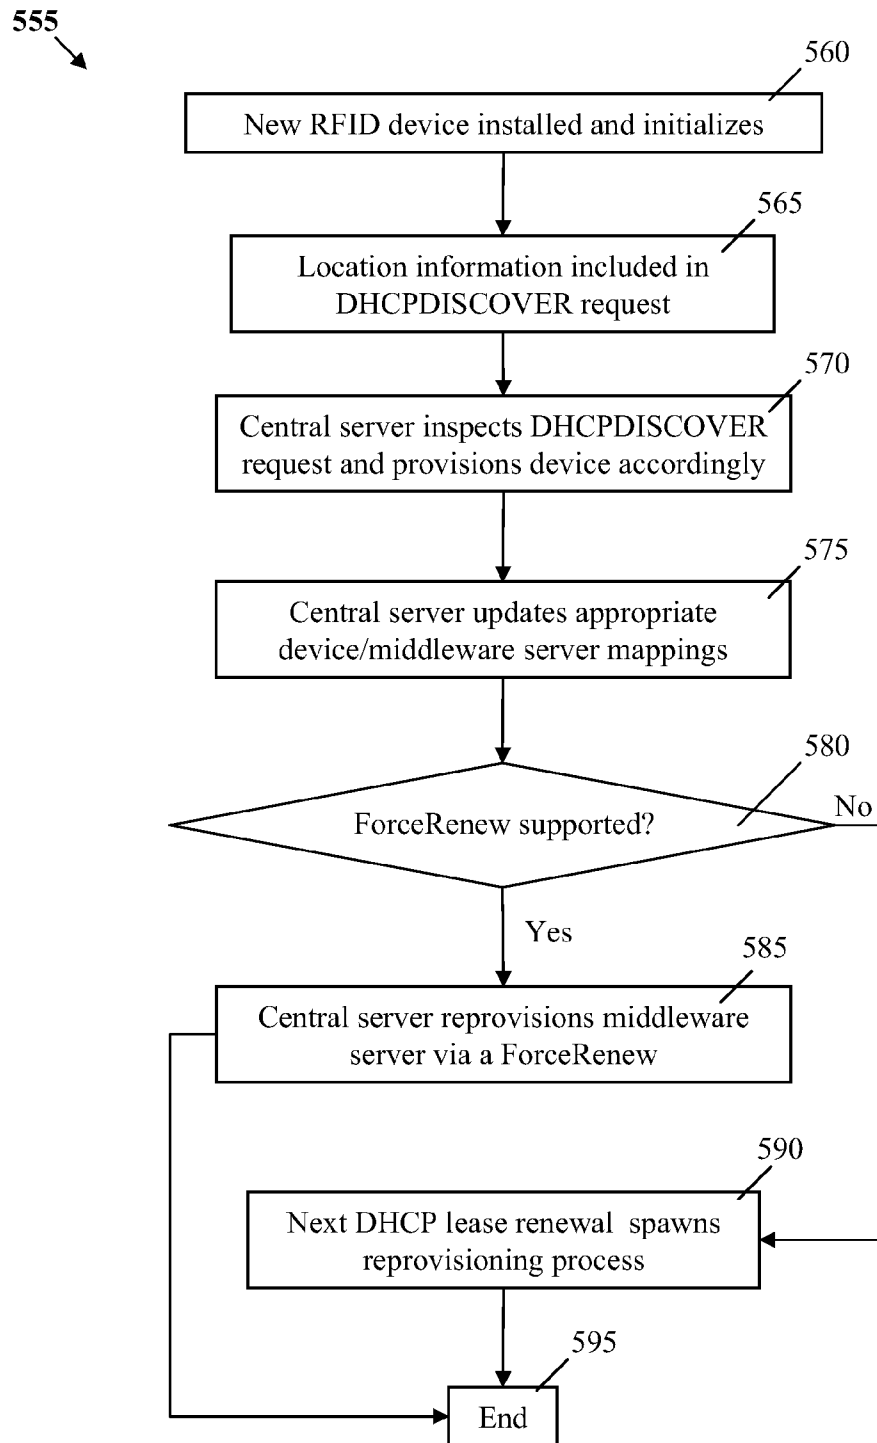 555
560
New RFID device installed and initializes
565
Location information included in
DHCPDISCOVER request
570
Central server inspects DHCPDISCOVER
request and provisions device accordingly
575
Central server updates appropriate
device/middleware server mappings
580
ForceRenew supported?
No
Yes
585
Central server reprovisions middleware
server via a ForceRenew
590
Next DHCP lease renewal spawns
reprovisioning process
595
End